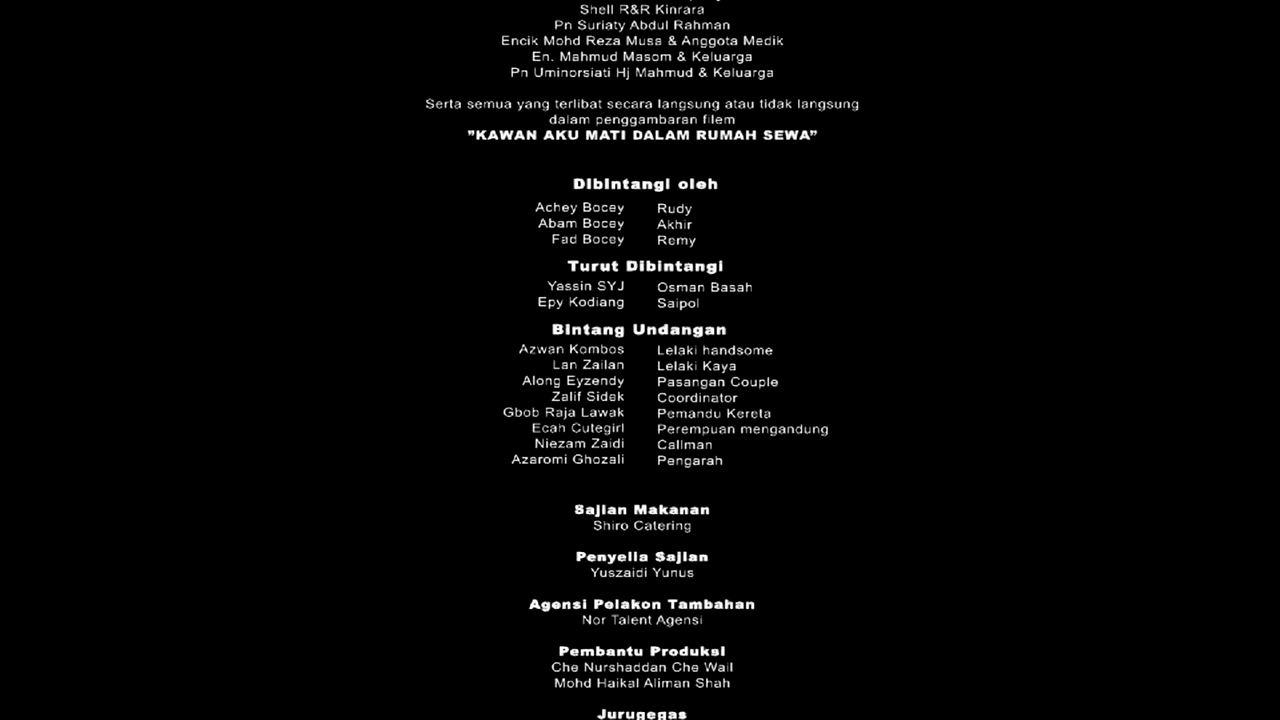 Shell R&R Kinrara
Pn Suriaty Abdul Rahman
Encik Mohd Reza Musa & Anggota Medik
En. Mahmud Masom & Keluarga
Pn Uminorsiati Hj Mahmud & Keluarga
Serta semua yang terlibat secara langsung atau tidak langsung
dalam penggambaran filem
"KAWAN AKU MATI DALAM RUMAH SEWA"
Dibintangi oleh
Achey Bocey Rudy
Abam Bocey Akhir
Fad Bocey Remy
Turut Dibintangi
Yassin SYJ Osman Basah
Epy Kodiang Saipol
Bintang Undangan
Azwan Kombos Lelaki handsome
Lan Zailan Lelaki Kaya
Along Eyzendy Pasangan Couple
Zalif Sidek Coordinator
Gbob Raja Lawak Pemandu Kereta
Ecah Cutegirl Perempuan mengandung
Niezam Zaidi Callman
Azaromi Ghozali Pengarah
Sajian Makanan
Shiro Catering
Penyelia Sajian
Yuszaidi Yunus
Agensi Pelakon Tambahan
Nor Talent Agensi
Pembantu Produksi
Che Nurshaddan Che Wail
Mohd Haikal Aliman Shah
Jurugegas